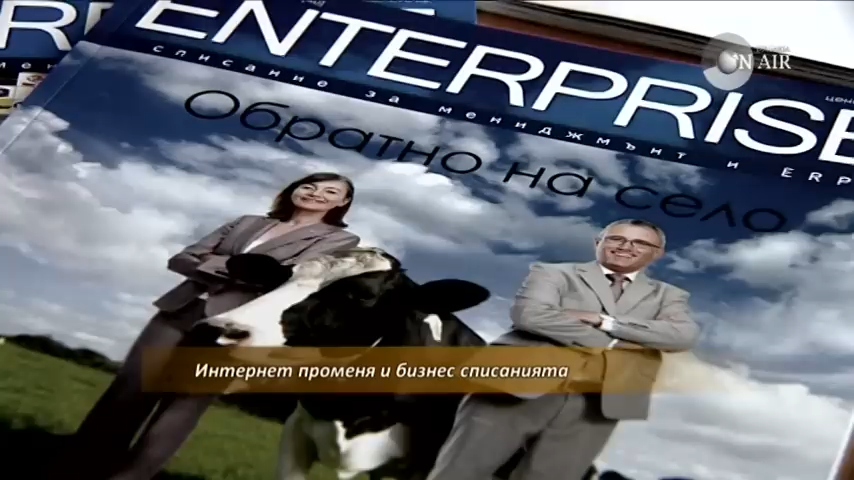 ENTERPRISE
списание за мениджмънт и ERP
Обратно на село
ON AIR
Интернет променя и бизнес списанията